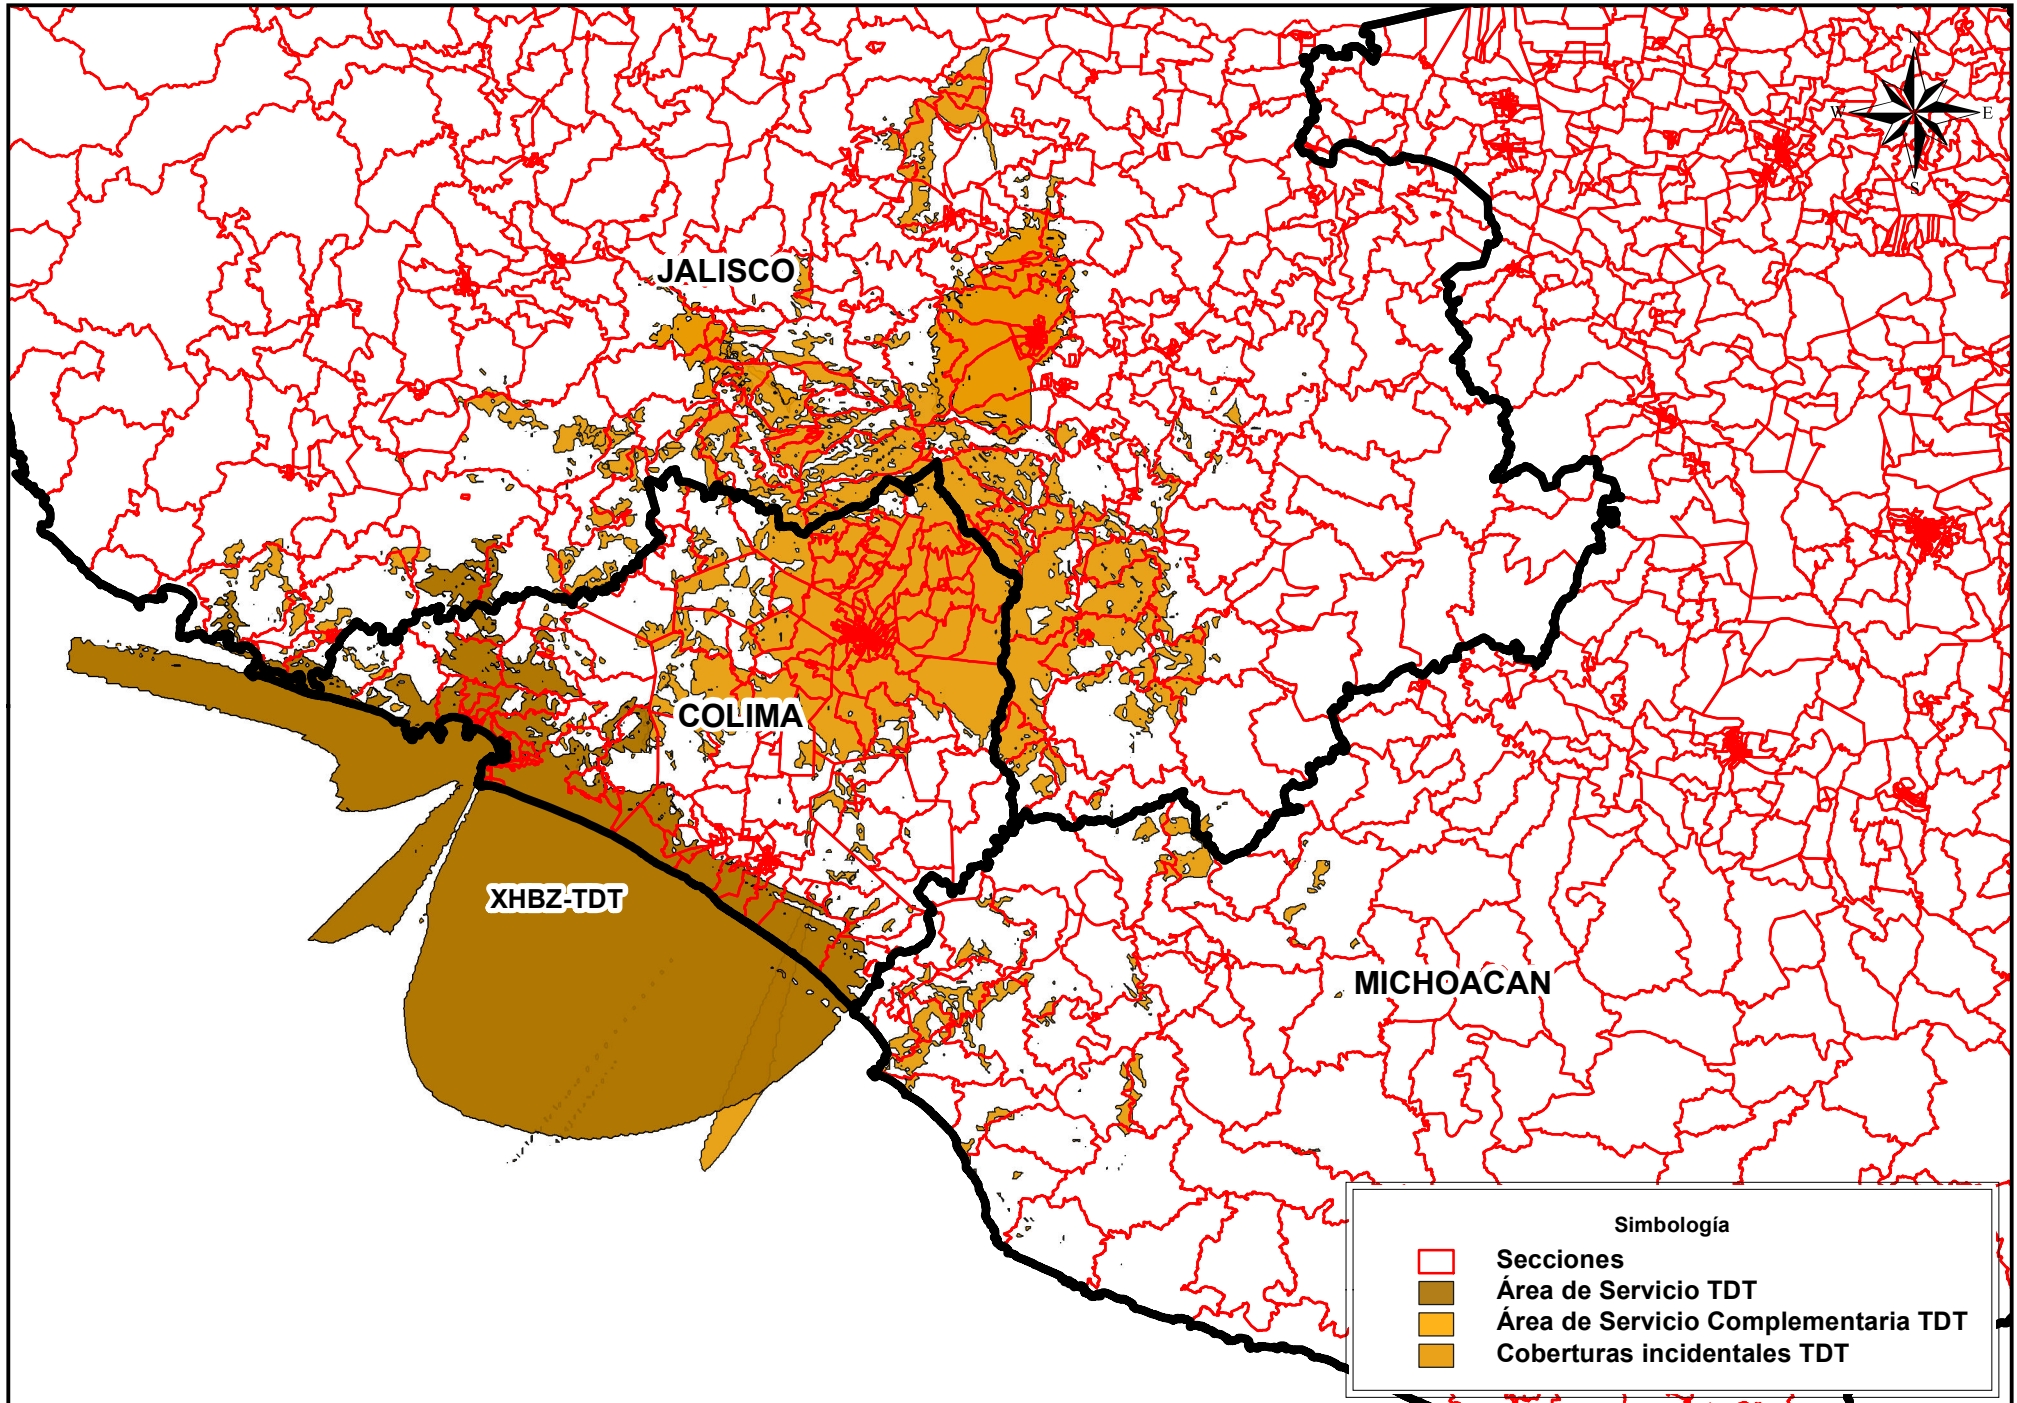 N
W
E
S
JALISCO
COLIMA
XHBZ-TDT
MICHOACAN
Simbología
Secciones
Área de Servicio TDT
Área de Servicio Complementaria TDT
Coberturas incidentales TDT